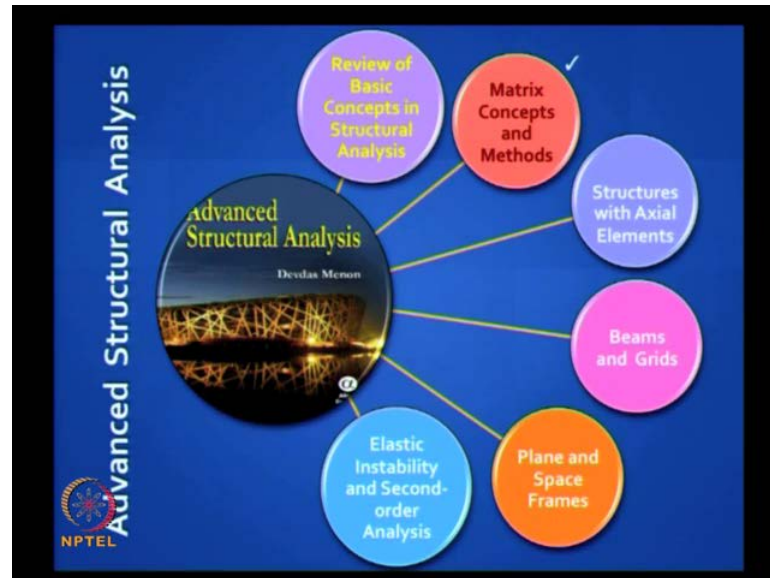 Advanced Structural Analysis
Review of
Basic
Concepts in
Structural
Analysis
Matrix
Concepts
and
Methods
Structures
with Axial
Elements
Beams
and Grids
Plane and
Space
Frames
Elastic
Instability
and Second-
order
Analysis
Advanced
Structural Analysis
Devdas Menon
NPTEL